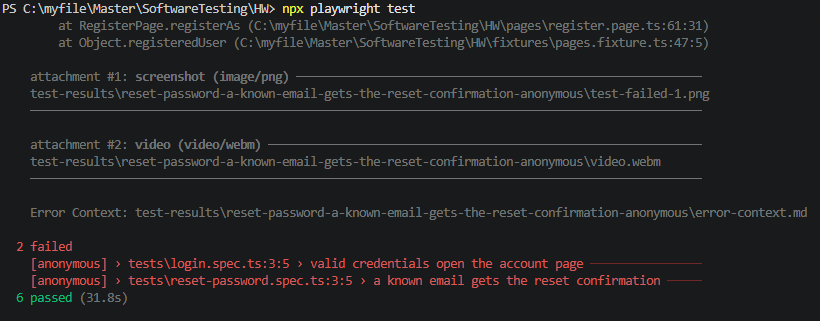 PS C:\myfile\Master\SoftwareTesting\HW> npx playwright test
at RegisterPage.registerAs (C:\myfile\Master\SoftwareTesting\HW\pages\register.page.ts:61:31)
at Object.registeredUser (C:\myfile\Master\SoftwareTesting\HW\fixtures\pages.fixture.ts:47:5)
attachment #1: screenshot (image/png)
test-results\reset-password-a-known-email-gets-the-reset-confirmation-anonymous\test-failed-1.png
attachment #2: video (video/webm)
test-results\reset-password-a-known-email-gets-the-reset-confirmation-anonymous\video.webm
Error Context: test-results\reset-password-a-known-email-gets-the-reset-confirmation-anonymous\error-context.md
2 failed
[anonymous] › tests\login.spec.ts:3:5 › valid credentials open the account page
[anonymous] › tests\reset-password.spec.ts:3:5 › a known email gets the reset confirmation
6 passed (31.8s)